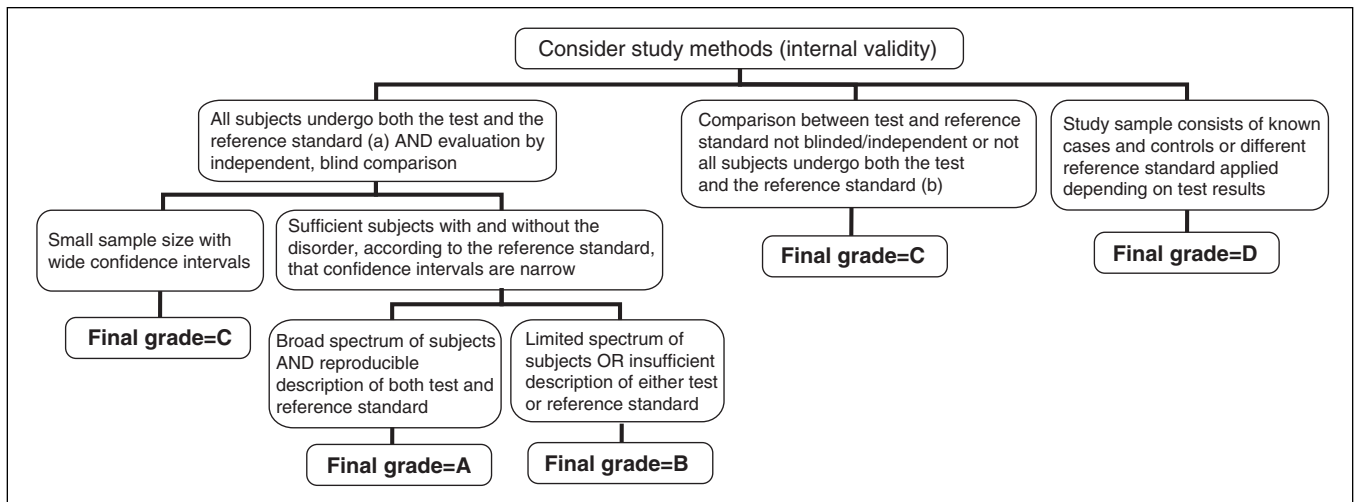 Consider study methods (internal validity)
All subjects undergo both the test and the
reference standard (a) AND evaluation by
independent, blind comparison
Comparison between test and reference
standard not blinded/independent or not
all subjects undergo both the test
and the reference standard (b)
Study sample consists of known
cases and controls or different
reference standard applied
depending on test results
Small sample size with
wide confidence intervals
Sufficient subjects with and without the
disorder, according to the reference standard,
that confidence intervals are narrow
Final grade=C
Final grade=D
Final grade=C
Broad spectrum of subjects
AND reproducible
description of both test and
reference standard
Limited spectrum of
subjects OR insufficient
description of either test
or reference standard
Final grade=A
Final grade=B